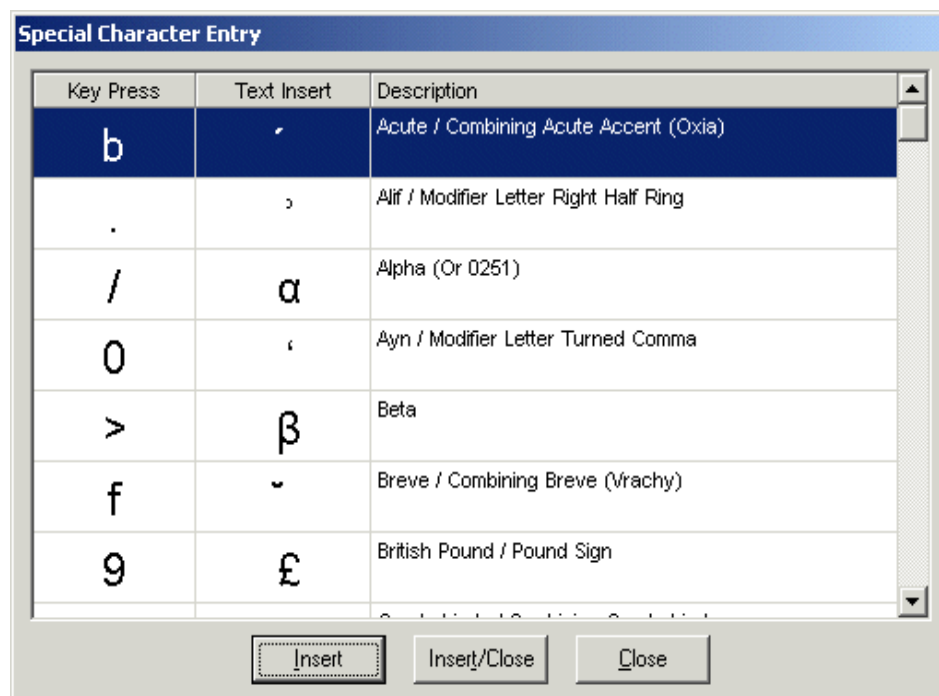 Special Character Entry
Key Press Text Insert Description
b ˊ Acute / Combining Acute Accent (Oxia)
. ʾ Alif / Modifier Letter Right Half Ring
/ α Alpha (Or 0251)
0 ʻ Ayn / Modifier Letter Turned Comma
> β Beta
f ˘ Breve / Combining Breve (Vrachy)
9 £ British Pound / Pound Sign
Insert Insert/Close Close